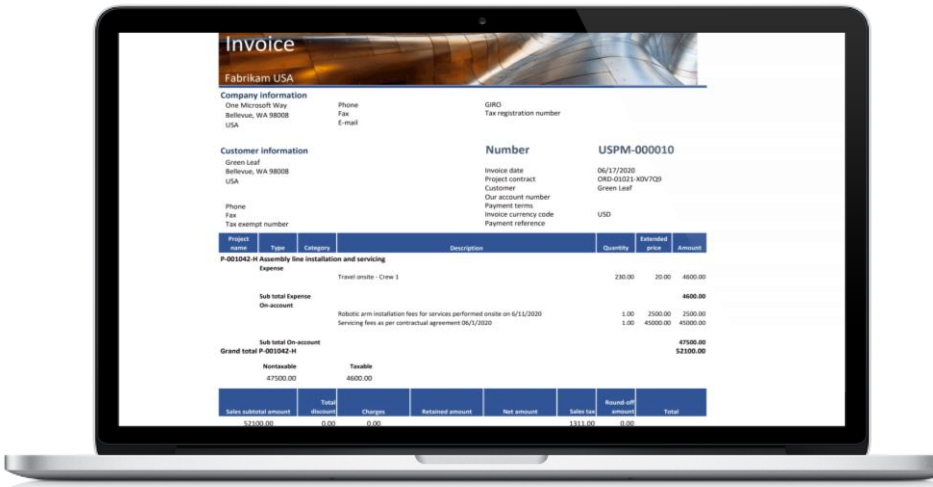 Invoice
Fabrikam USA
Company information
One Microsoft Way Phone GIRO
Bellevue, WA 98008 Fax Tax registration number
USA E-mail
Customer information Number USPM-000010
Green Leaf
Bellevue, WA 98008 Invoice date 06/17/2020
USA Project contract ORD-01021-X0V7Q9
Customer Green Leaf
Our account number
Phone Payment terms
Fax Invoice currency code USD
Tax exempt number Payment reference
Project name Type Category Description Quantity Extended price Amount
P-001042-H Assembly line installation and servicing
Expense
Travel onsite - Crew 1 230.00 20.00 4600.00
Sub total Expense 4600.00
On-account
Robotic arm installation fees for services performed onsite on 6/11/2020 1.00 2500.00 2500.00
Servicing fees as per contractual agreement 06/1/2020 1.00 45000.00 45000.00
Sub total On-account 47500.00
Grand total P-001042-H 52100.00
Nontaxable Taxable
47500.00 4600.00
Sales subtotal amount Total discount Charges Retained amount Net amount Sales tax Round-off amount Total
52100.00 0.00 0.00 1311.00 0.00